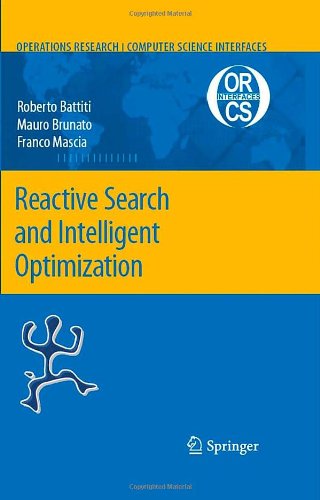 OPERATIONS RESEARCH | COMPUTER SCIENCE INTERFACES
Roberto Battiti
Mauro Brunato
Franco Mascia
OR
INTERFACES
CS
Reactive Search
and Intelligent
Optimization
Springer